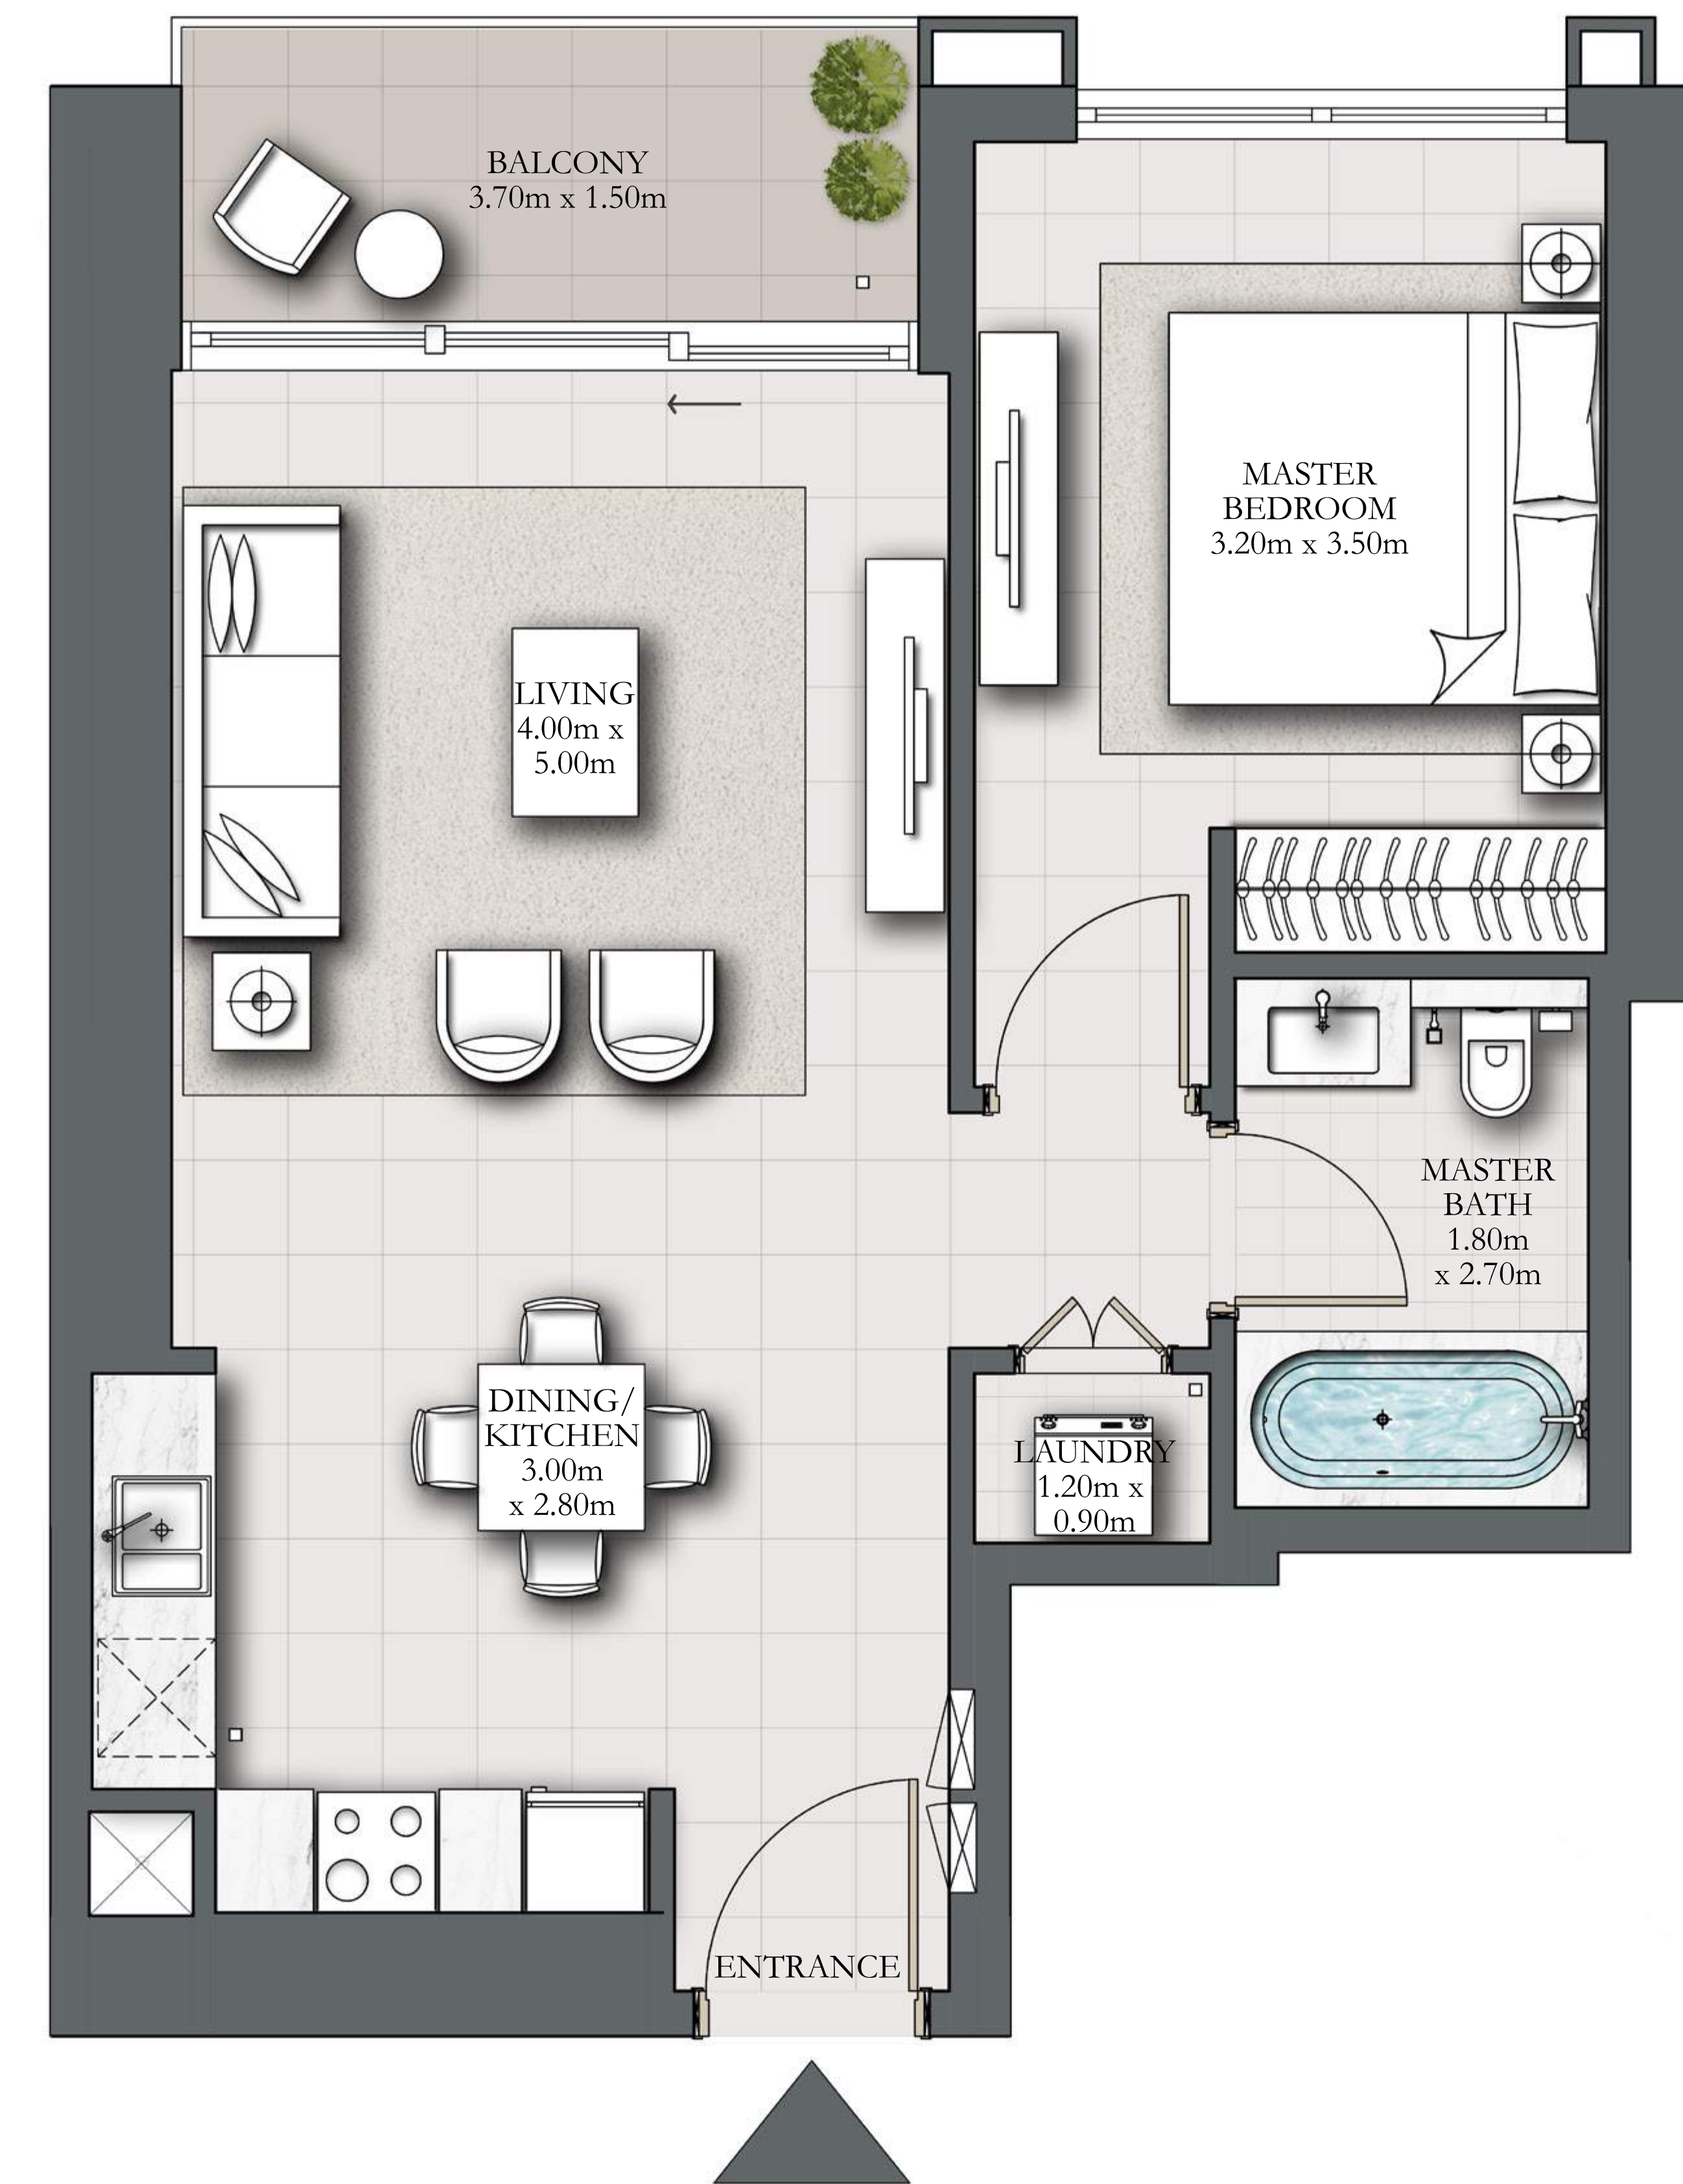 BALCONY
3.70m x 1.50m
MASTER
BEDROOM
3.20m x 3.50m
LIVING
4.00m x
5.00m
MASTER
BATH
1.80m
x 2.70m
DINING/
KITCHEN
3.00m
x 2.80m
LAUNDRY
1.20m x
0.90m
ENTRANCE